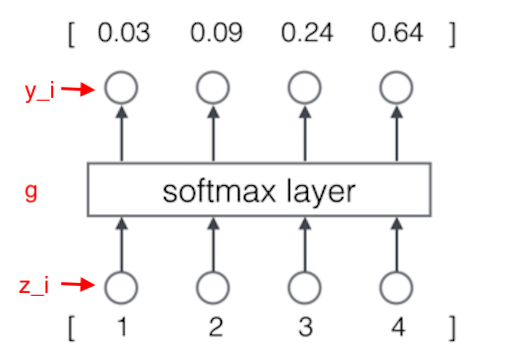 [ 0.03 0.09 0.24 0.64 ]
y_i
g softmax layer
z_i
[ 1 2 3 4 ]